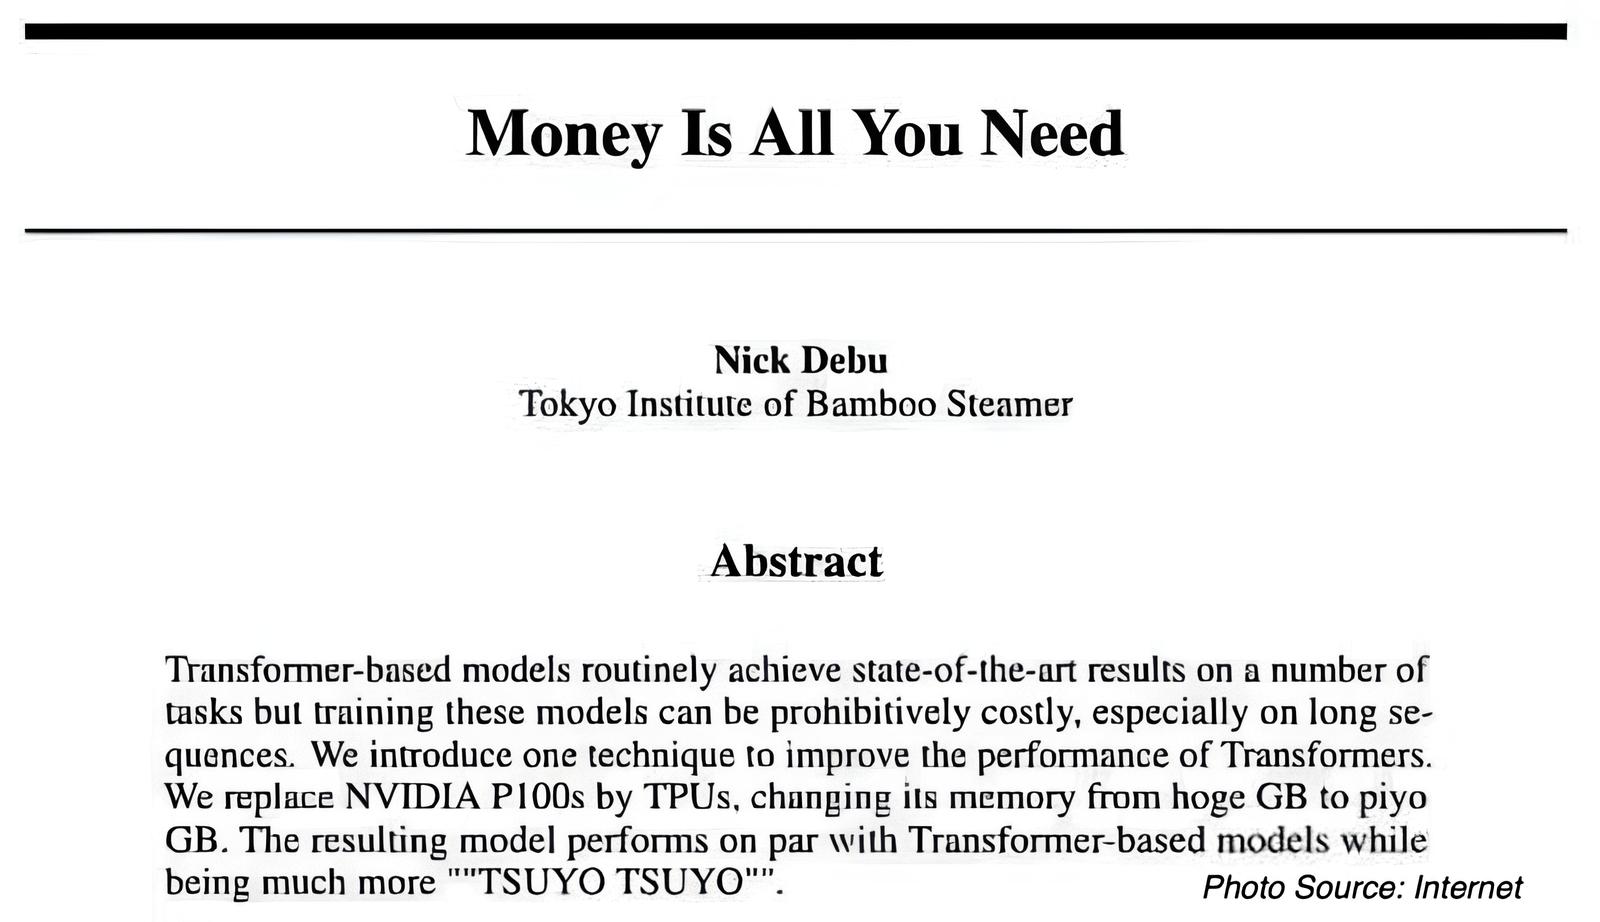 Money Is All You Need
Nick Debu
Tokyo Institute of Bamboo Steamer
Abstract
Transformer-based models routinely achieve state-of-the-art results on a number of
tasks but training these models can be prohibitively costly, especially on long se-
quences. We introduce one technique to improve the performance of Transformers.
We replace NVIDIA P100s by TPUs, changing its memory from hoge GB to piyo
GB. The resulting model performs on par with Transformer-based models while
being much more ""TSUYO TSUYO"".
Photo Source: Internet